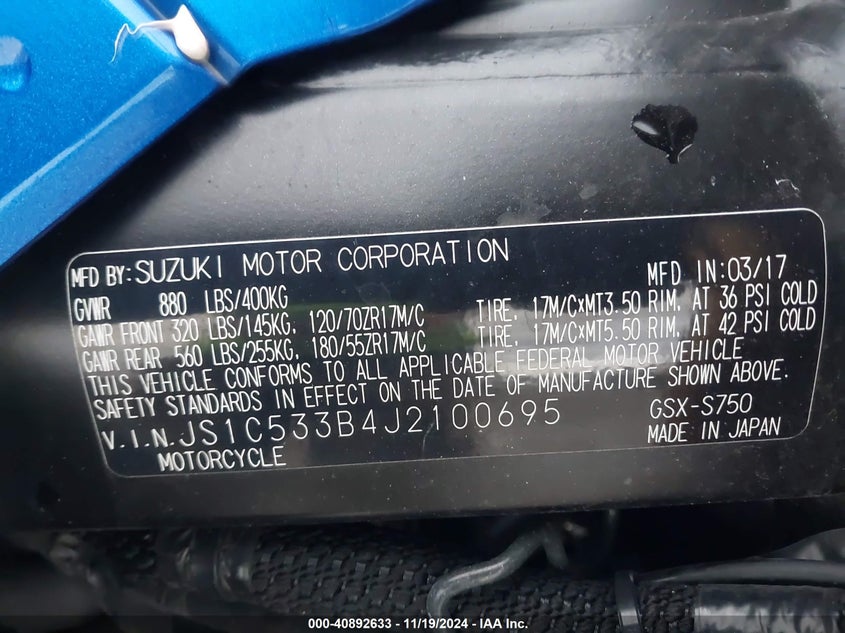 MFD BY: SUZUKI MOTOR CORPORATION MFD IN: 03/17
GVWR 880 LBS/400KG
GAWR FRONT 320 LBS/145KG, 120/70ZR17M/C TIRE, 17M/C×MT3.50 RIM, AT 36 PSI COLD
GAWR REAR 560 LBS/255KG, 180/55ZR17M/C TIRE, 17M/C×MT5.50 RIM, AT 42 PSI COLD
THIS VEHICLE CONFORMS TO ALL APPLICABLE FEDERAL MOTOR VEHICLE
SAFETY STANDARDS IN EFFECT ON THE DATE OF MANUFACTURE SHOWN ABOVE.
V.I.N.JS1C533B4J2100695 GSX-S750
MOTORCYCLE MADE IN JAPAN
000-40892633 - 11/19/2024 - IAA Inc.